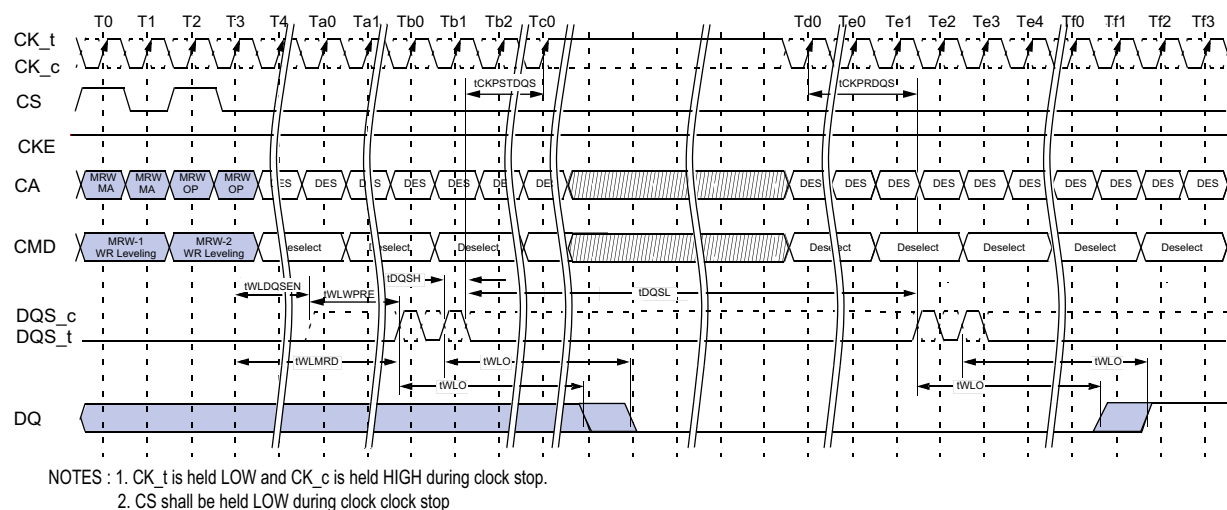 T0 T1 T2 T3 T4 Ta0 Ta1 Tb0 Tb1 Tb2 Tc0 Td0 Te0 Te1 Te2 Te3 Te4 Tf0 Tf1 Tf2 Tf3
CK_t
CK_c
tCKPSTDQS tCKPRDQS
CS
CKE
CA MRW MA MRW MA MRW OP MRW OP DES DES DES DES DES DES DES DES DES DES DES DES DES DES DES DES DES
CMD MRW-1 WR Leveling MRW-2 WR Leveling Deselect Deselect Deselect Deselect Deselect Deselect Deselect Deselect
tWLDQSEN tWLWPRE tDQSH tDQSL
DQS_c
DQS_t
tWLMRD tWLO tWLO
tWLO tWLO
DQ
NOTES : 1. CK_t is held LOW and CK_c is held HIGH during clock stop.
2. CS shall be held LOW during clock clock stop